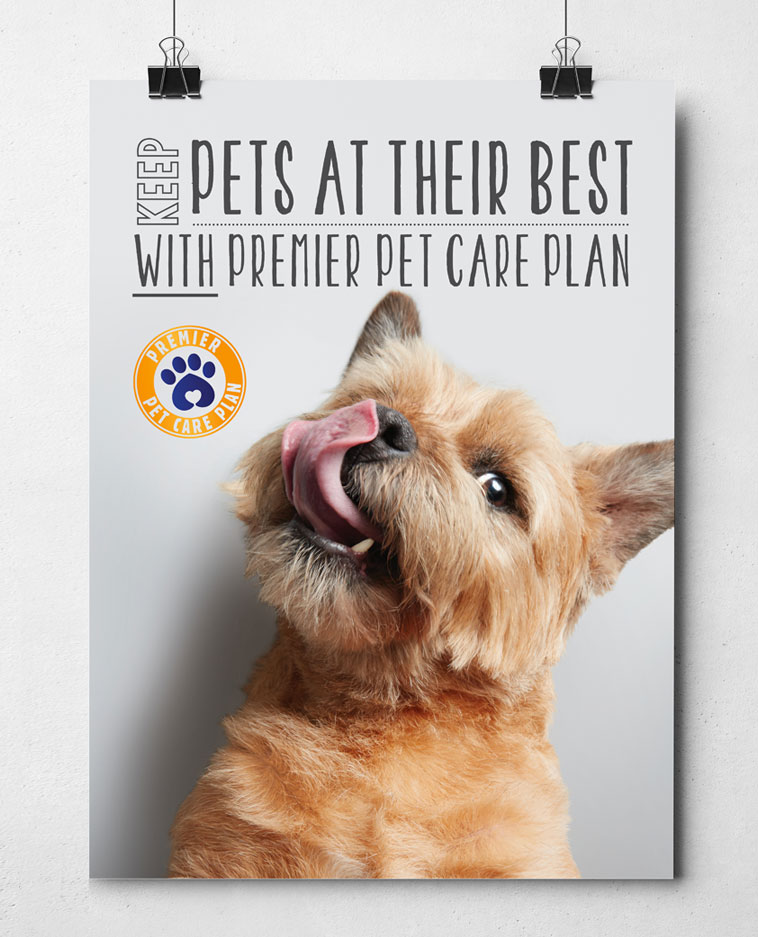 KEEP
PETS AT THEIR BEST
WITH PREMIER PET CARE PLAN
PREMIER
PET CARE PLAN